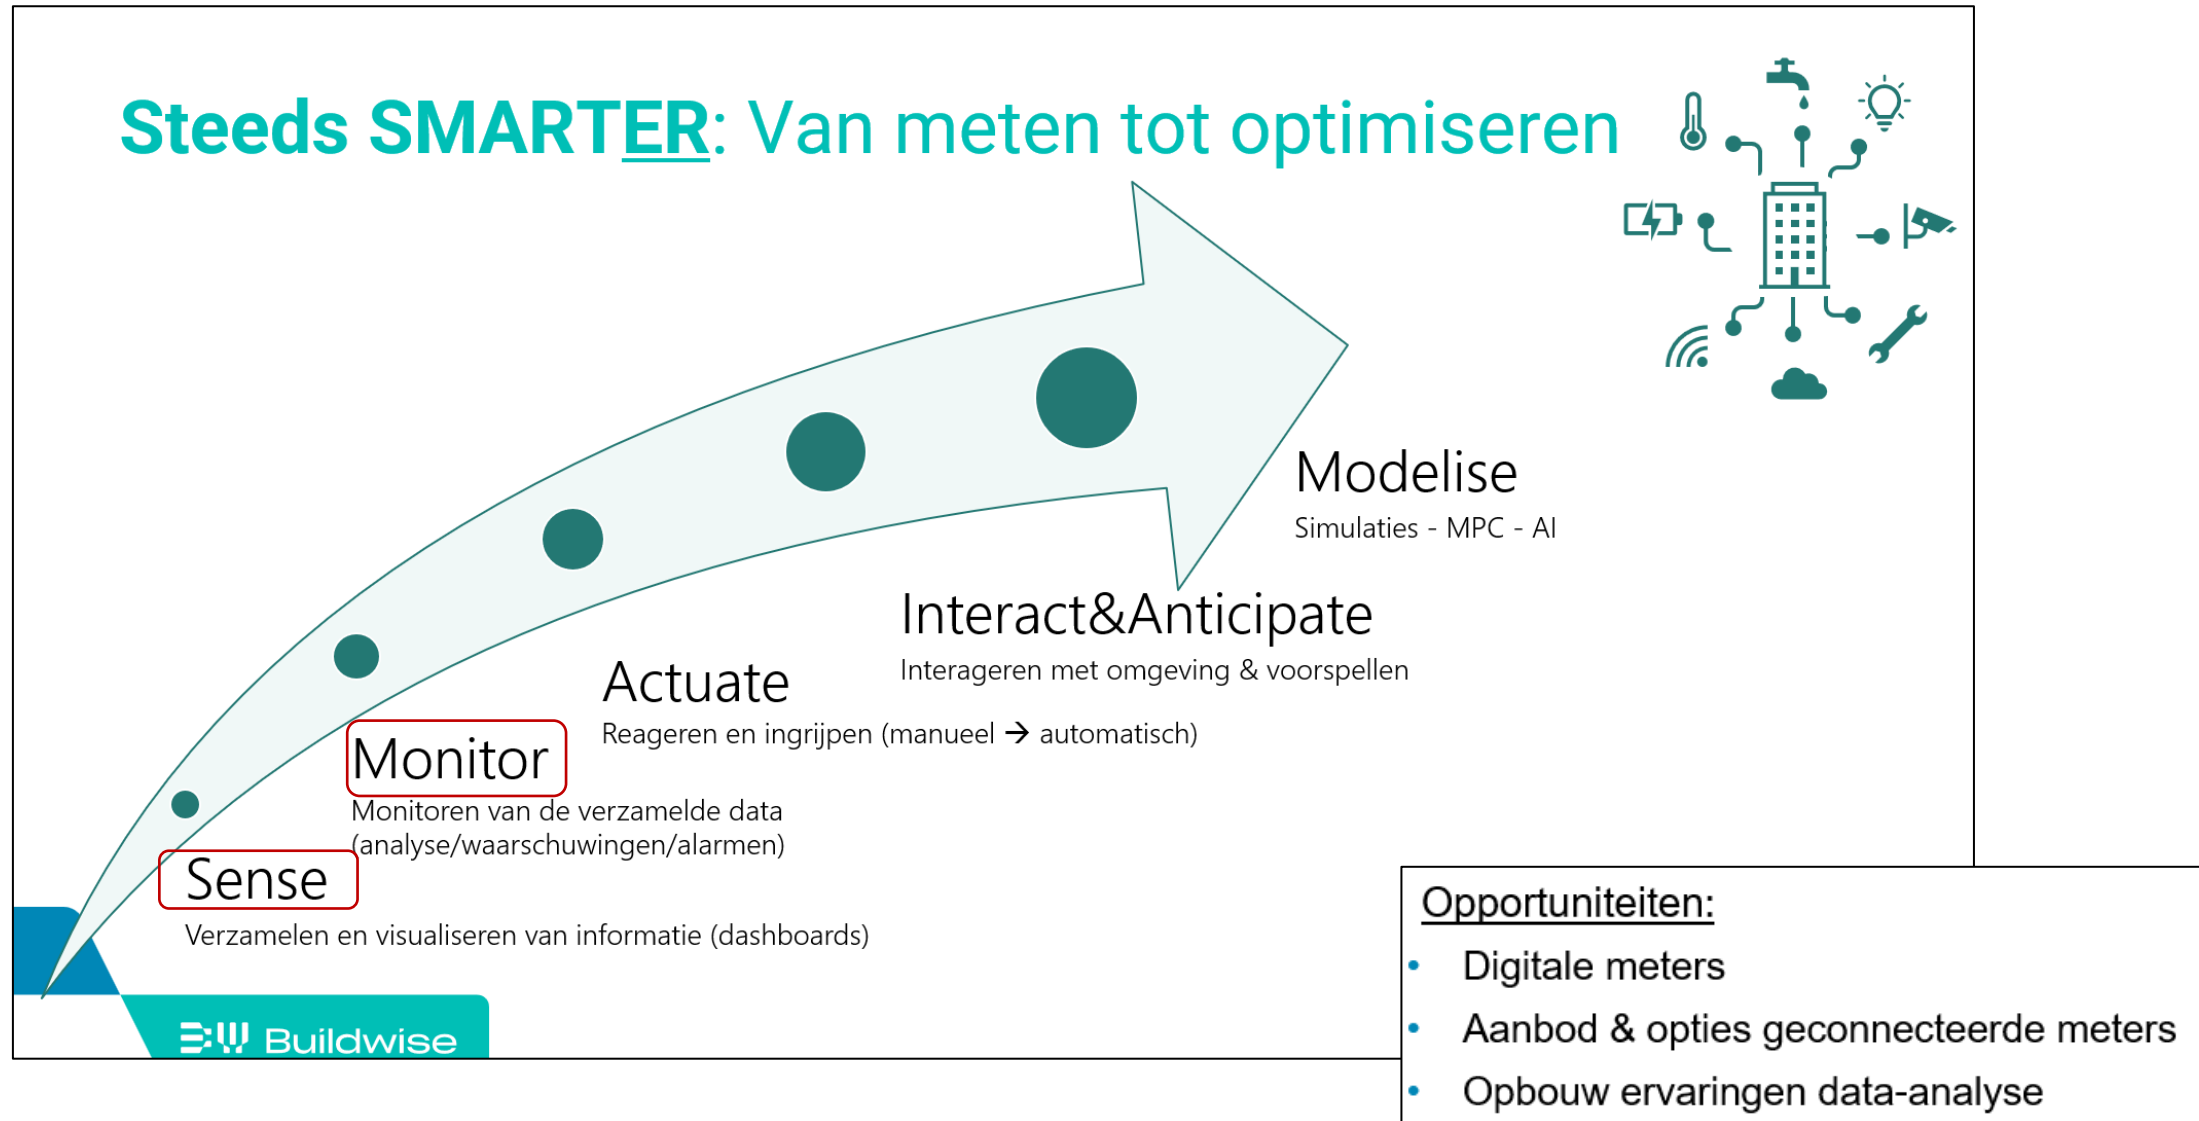 Steeds SMARTER: Van meten tot optimiseren
Modelise
Simulaties - MPC - AI
Interact&Anticipate
Interageren met omgeving & voorspellen
Actuate
Reageren en ingrijpen (manueel → automatisch)
Monitor
Monitoren van de verzamelde data
(analyse/waarschuwingen/alarmen)
Sense
Verzamelen en visualiseren van informatie (dashboards)
Buildwise
Opportuniteiten:
• Digitale meters
• Aanbod & opties geconnecteerde meters
• Opbouw ervaringen data-analyse